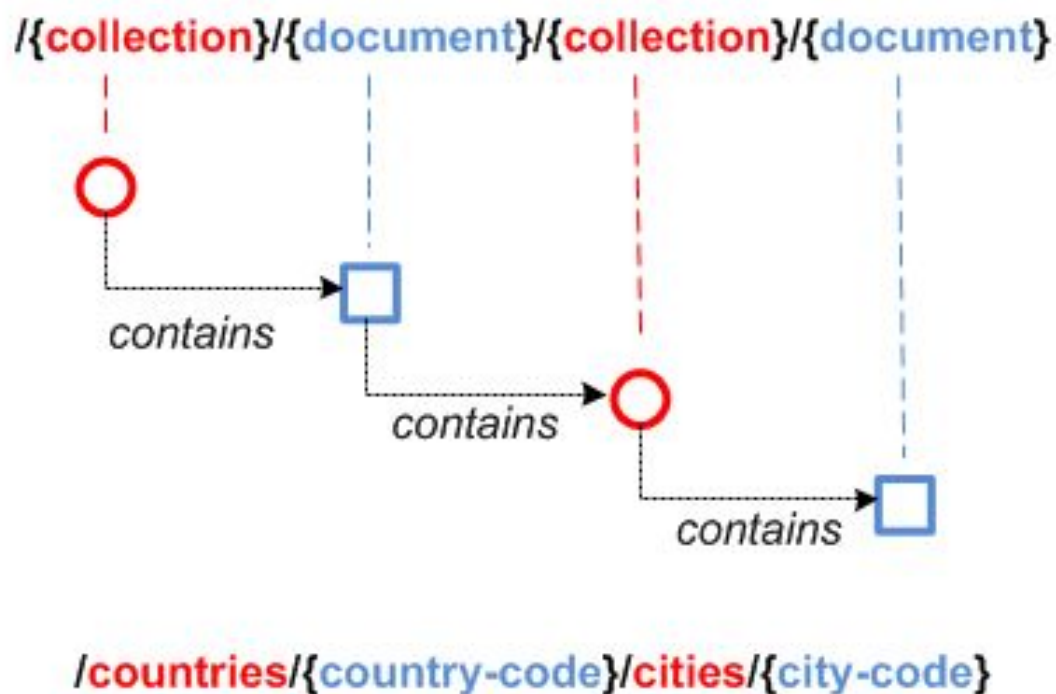 /{collection}/{document}/{collection}/{document}
contains
contains
contains
/countries/{country-code}/cities/{city-code}